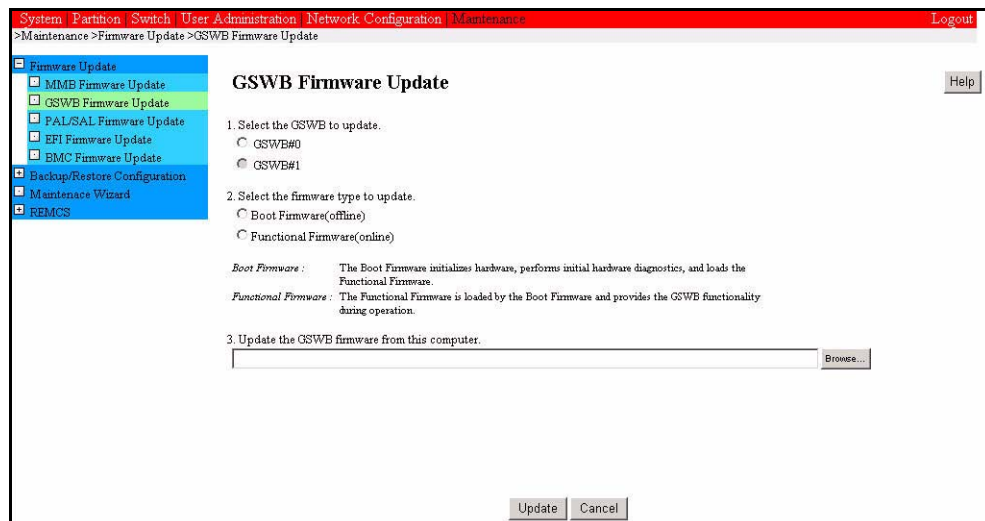 System | Partition | Switch | User Administration | Network Configuration | Maintenance
Logout
>Maintenance >Firmware Update >GSWB Firmware Update
Firmware Update
MMB Firmware Update
GSWB Firmware Update
PAL/SAL Firmware Update
EFI Firmware Update
BMC Firmware Update
Backup/Restore Configuration
Maintenace Wizard
REMCS
GSWB Firmware Update
Help
1. Select the GSWB to update.
GSWB#0
GSWB#1
2. Select the firmware type to update.
Boot Firmware(offline)
Functional Firmware(online)
Boot Firmware : The Boot Firmware initializes hardware, performs initial hardware diagnostics, and loads the
Functional Firmware.
Functional Firmware : The Functional Firmware is loaded by the Boot Firmware and provides the GSWB functionality
during operation.
3. Update the GSWB firmware from this computer.
Browse...
Update
Cancel